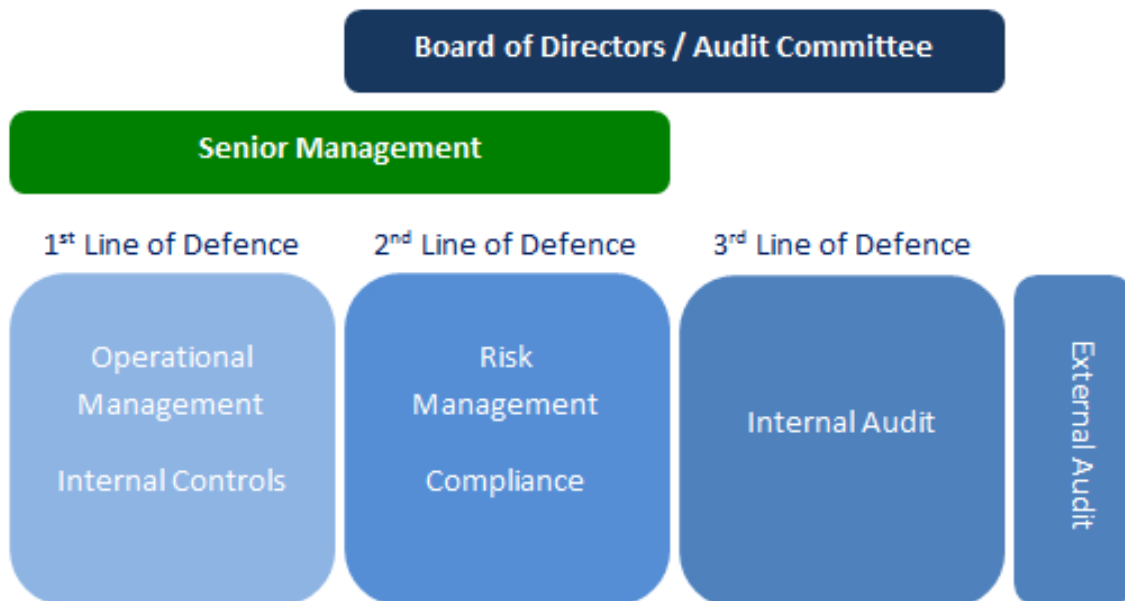 Board of Directors / Audit Committee
Senior Management
1st Line of Defence
2nd Line of Defence
3rd Line of Defence
Operational
Management
Internal Controls
Risk
Management
Compliance
Internal Audit
External Audit